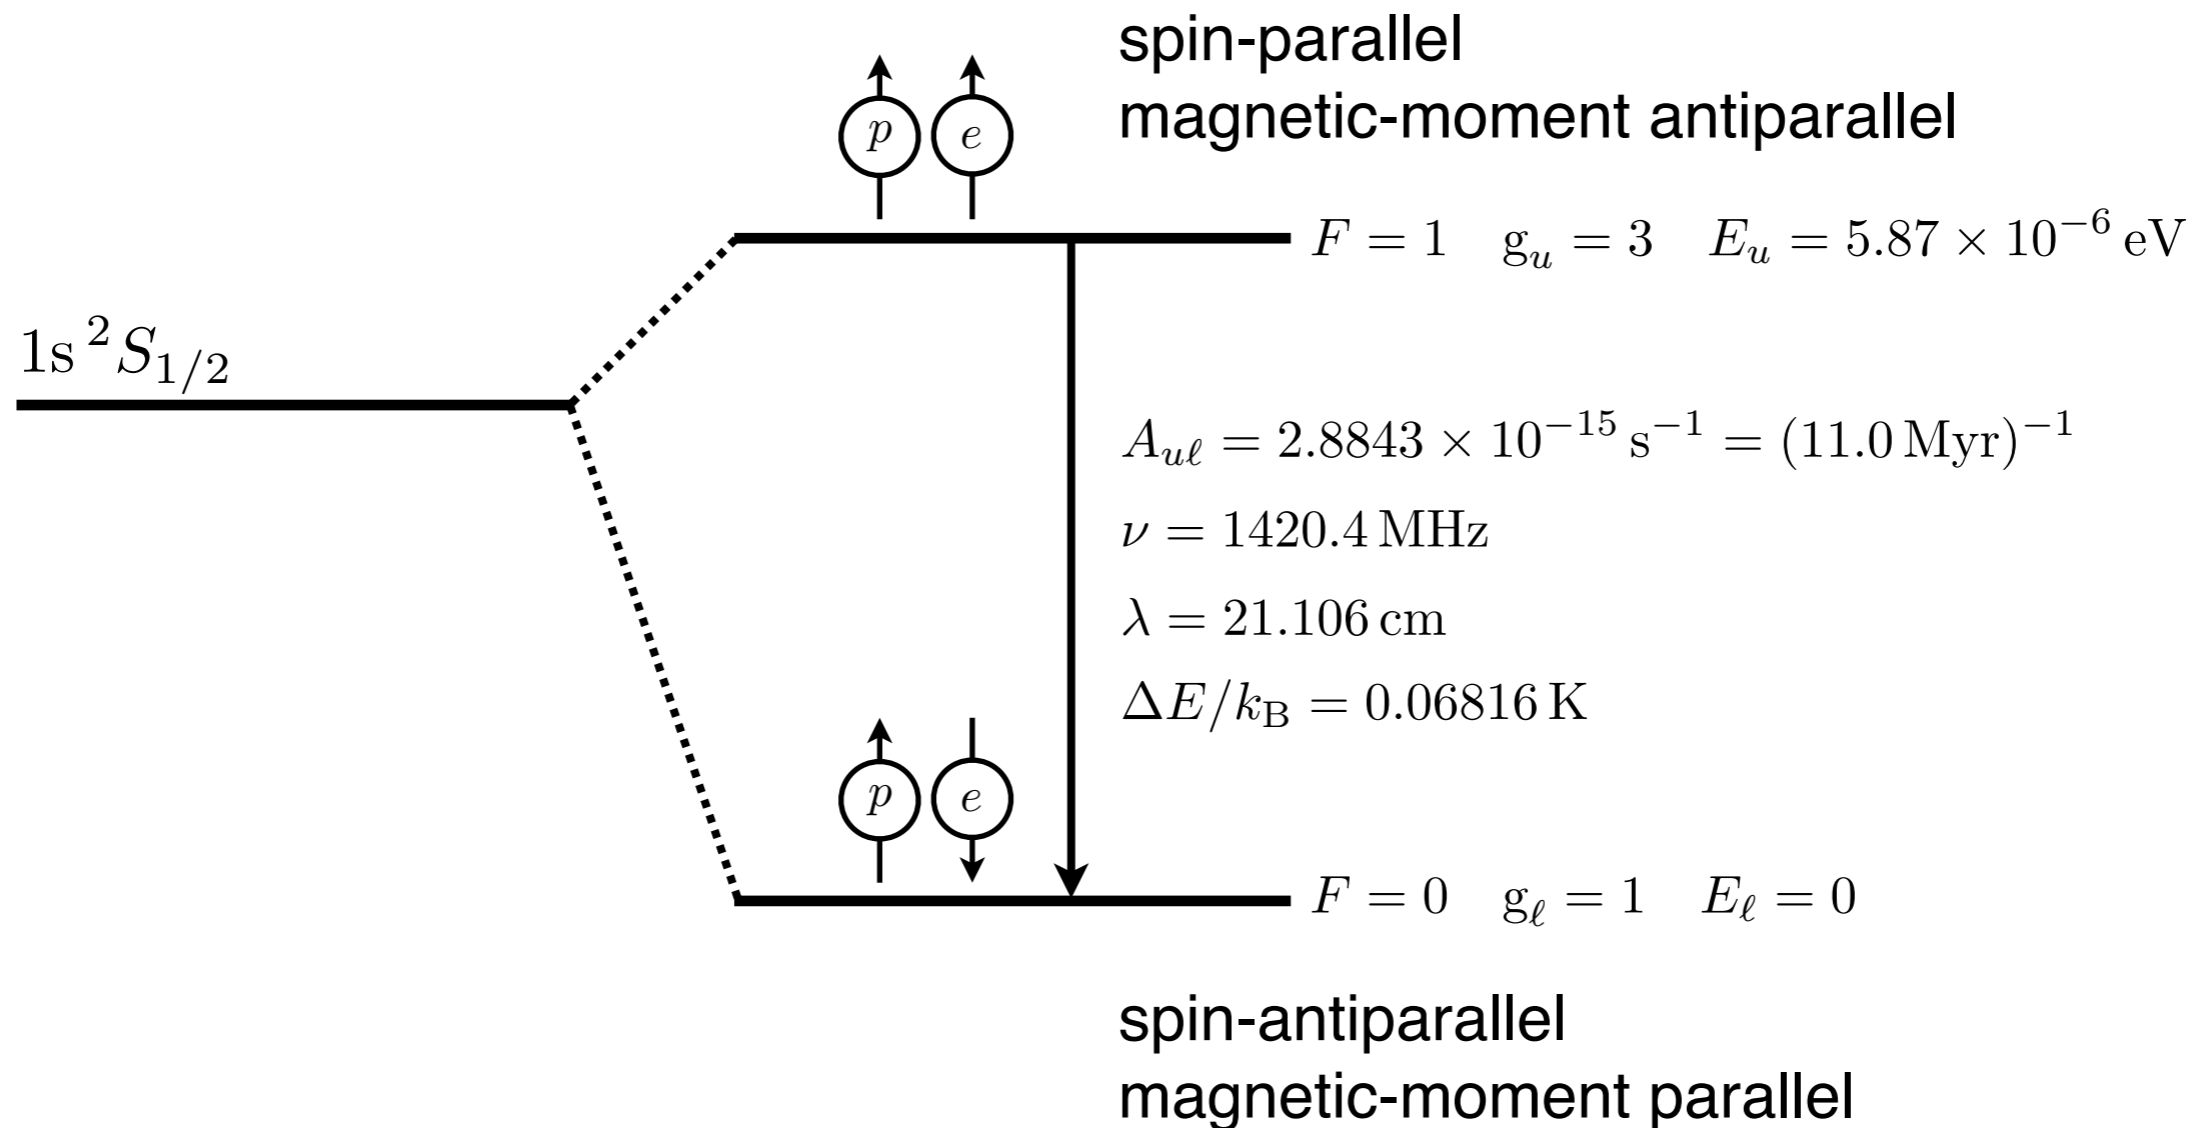 spin-parallel
magnetic-moment antiparallel
p e
F = 1 g_u = 3 E_u = 5.87 × 10^−6 eV
1s ^2S_1/2
A_uℓ = 2.8843 × 10^−15 s^−1 = (11.0 Myr)^−1
ν = 1420.4 MHz
λ = 21.106 cm
ΔE/k_B = 0.06816 K
p e
F = 0 g_ℓ = 1 E_ℓ = 0
spin-antiparallel
magnetic-moment parallel